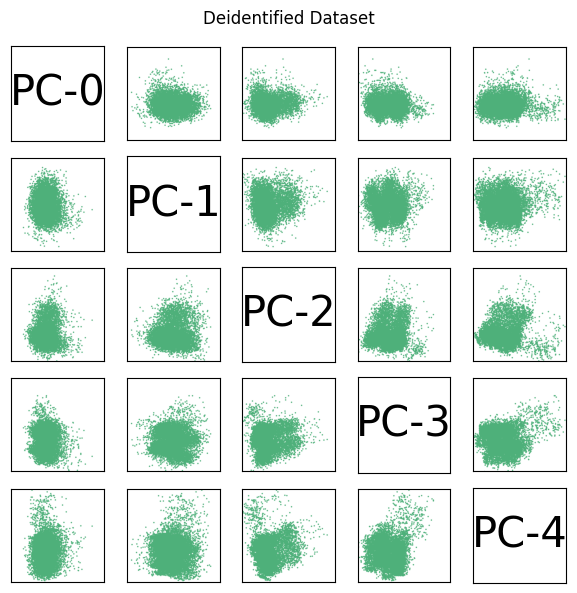 Deidentified Dataset
PC-0
PC-1
PC-2
PC-3
PC-4